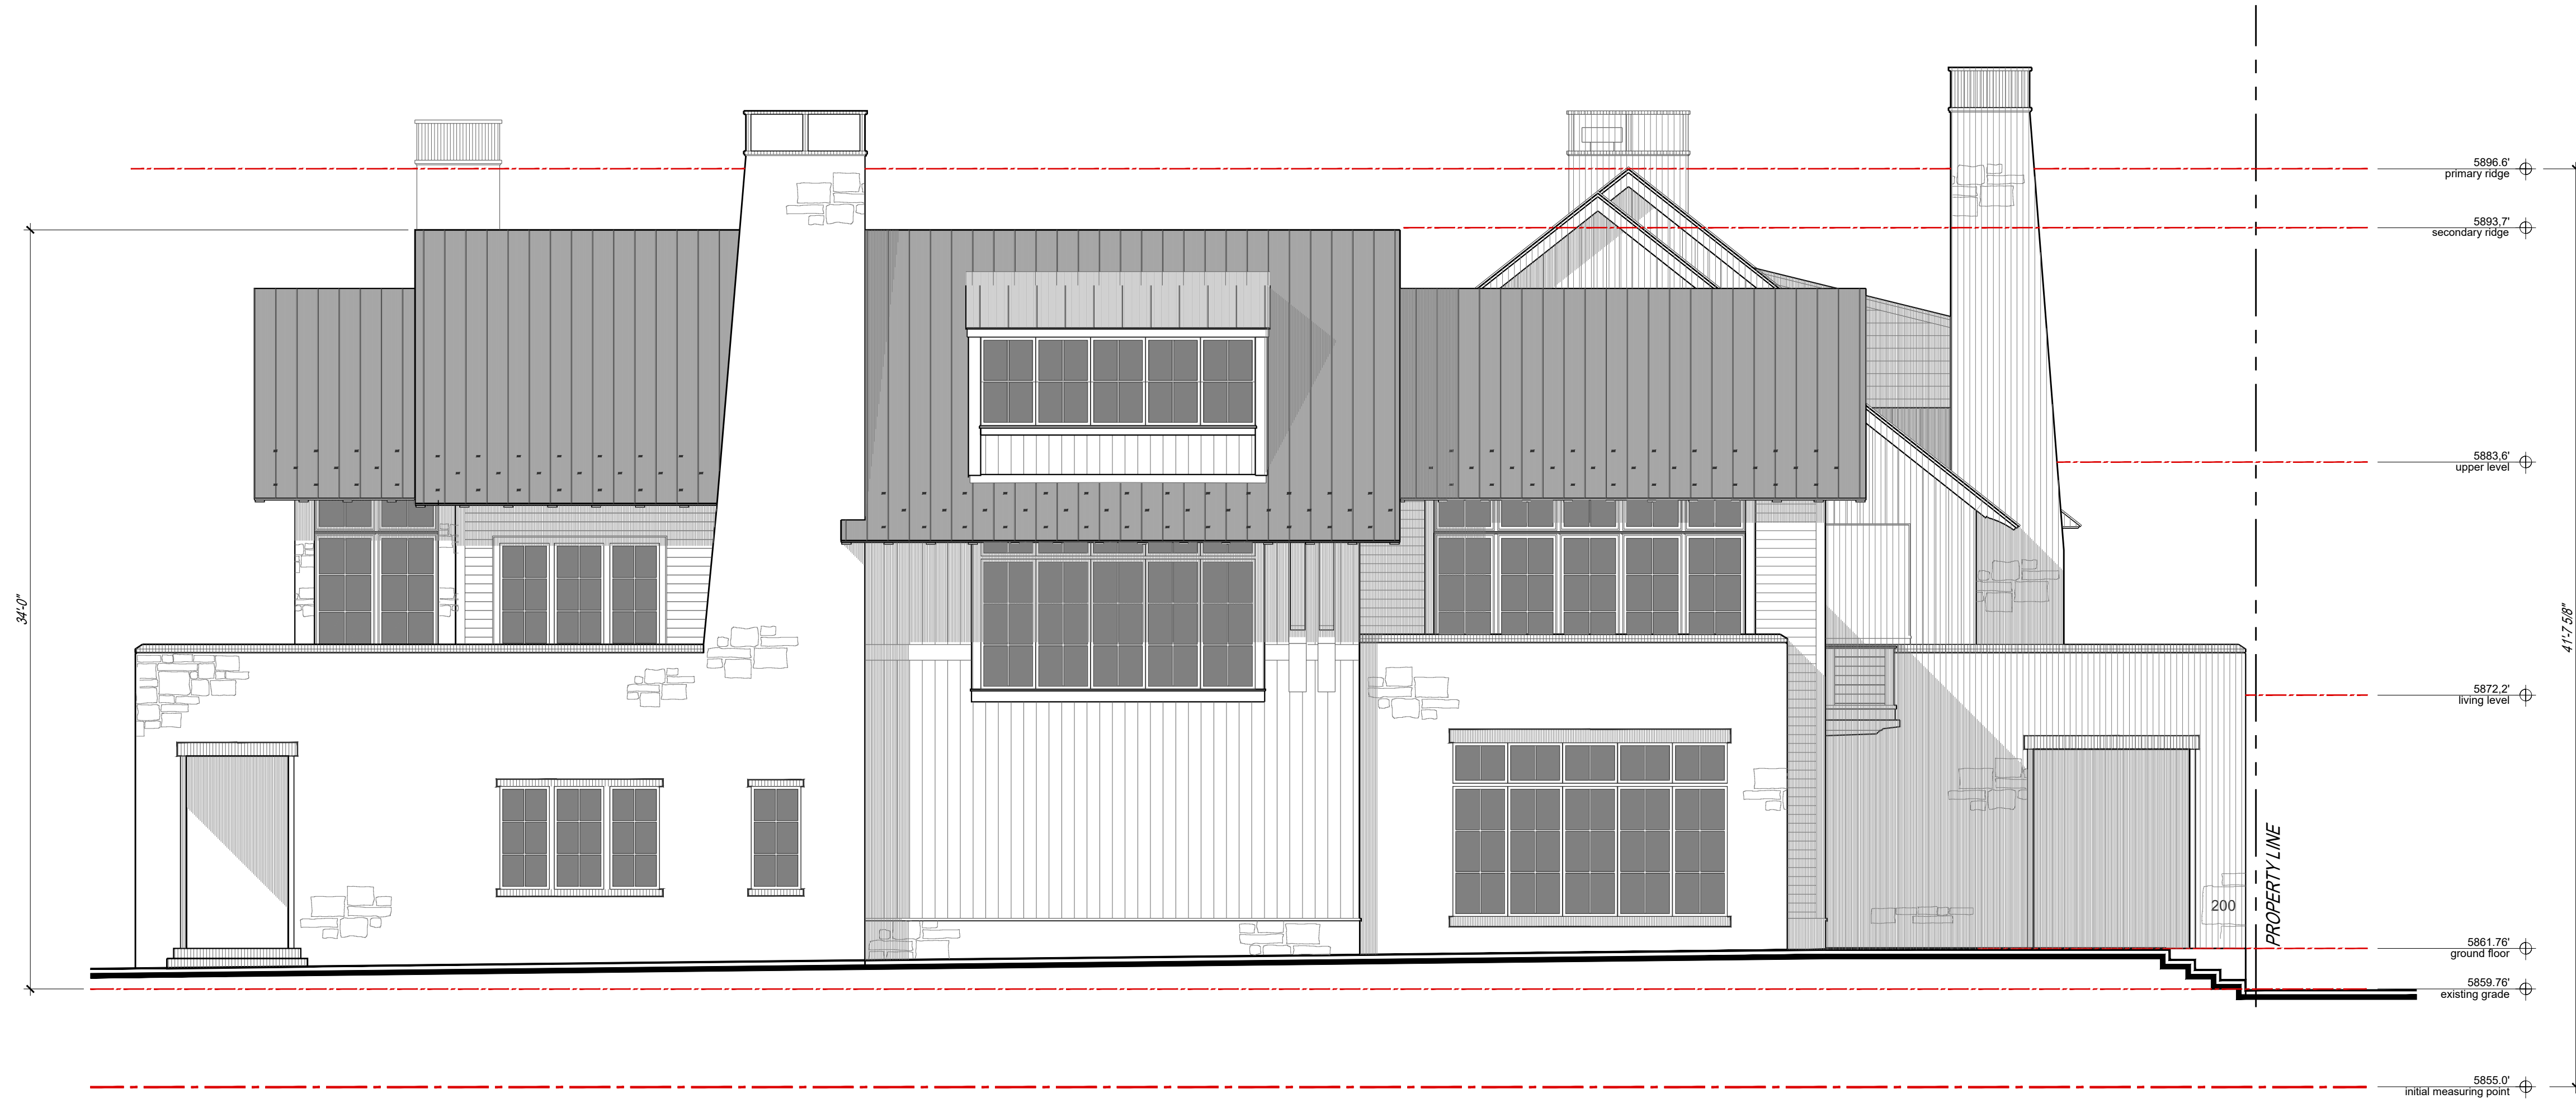 5896.6'
primary ridge
5893,7'
secondary ridge
34'-0"
5883,6'
upper level
41'-7 5/8"
5872,2'
living level
PROPERTY LINE
200
5861.76'
ground floor
5859.76'
existing grade
5855.0'
initial measuring point